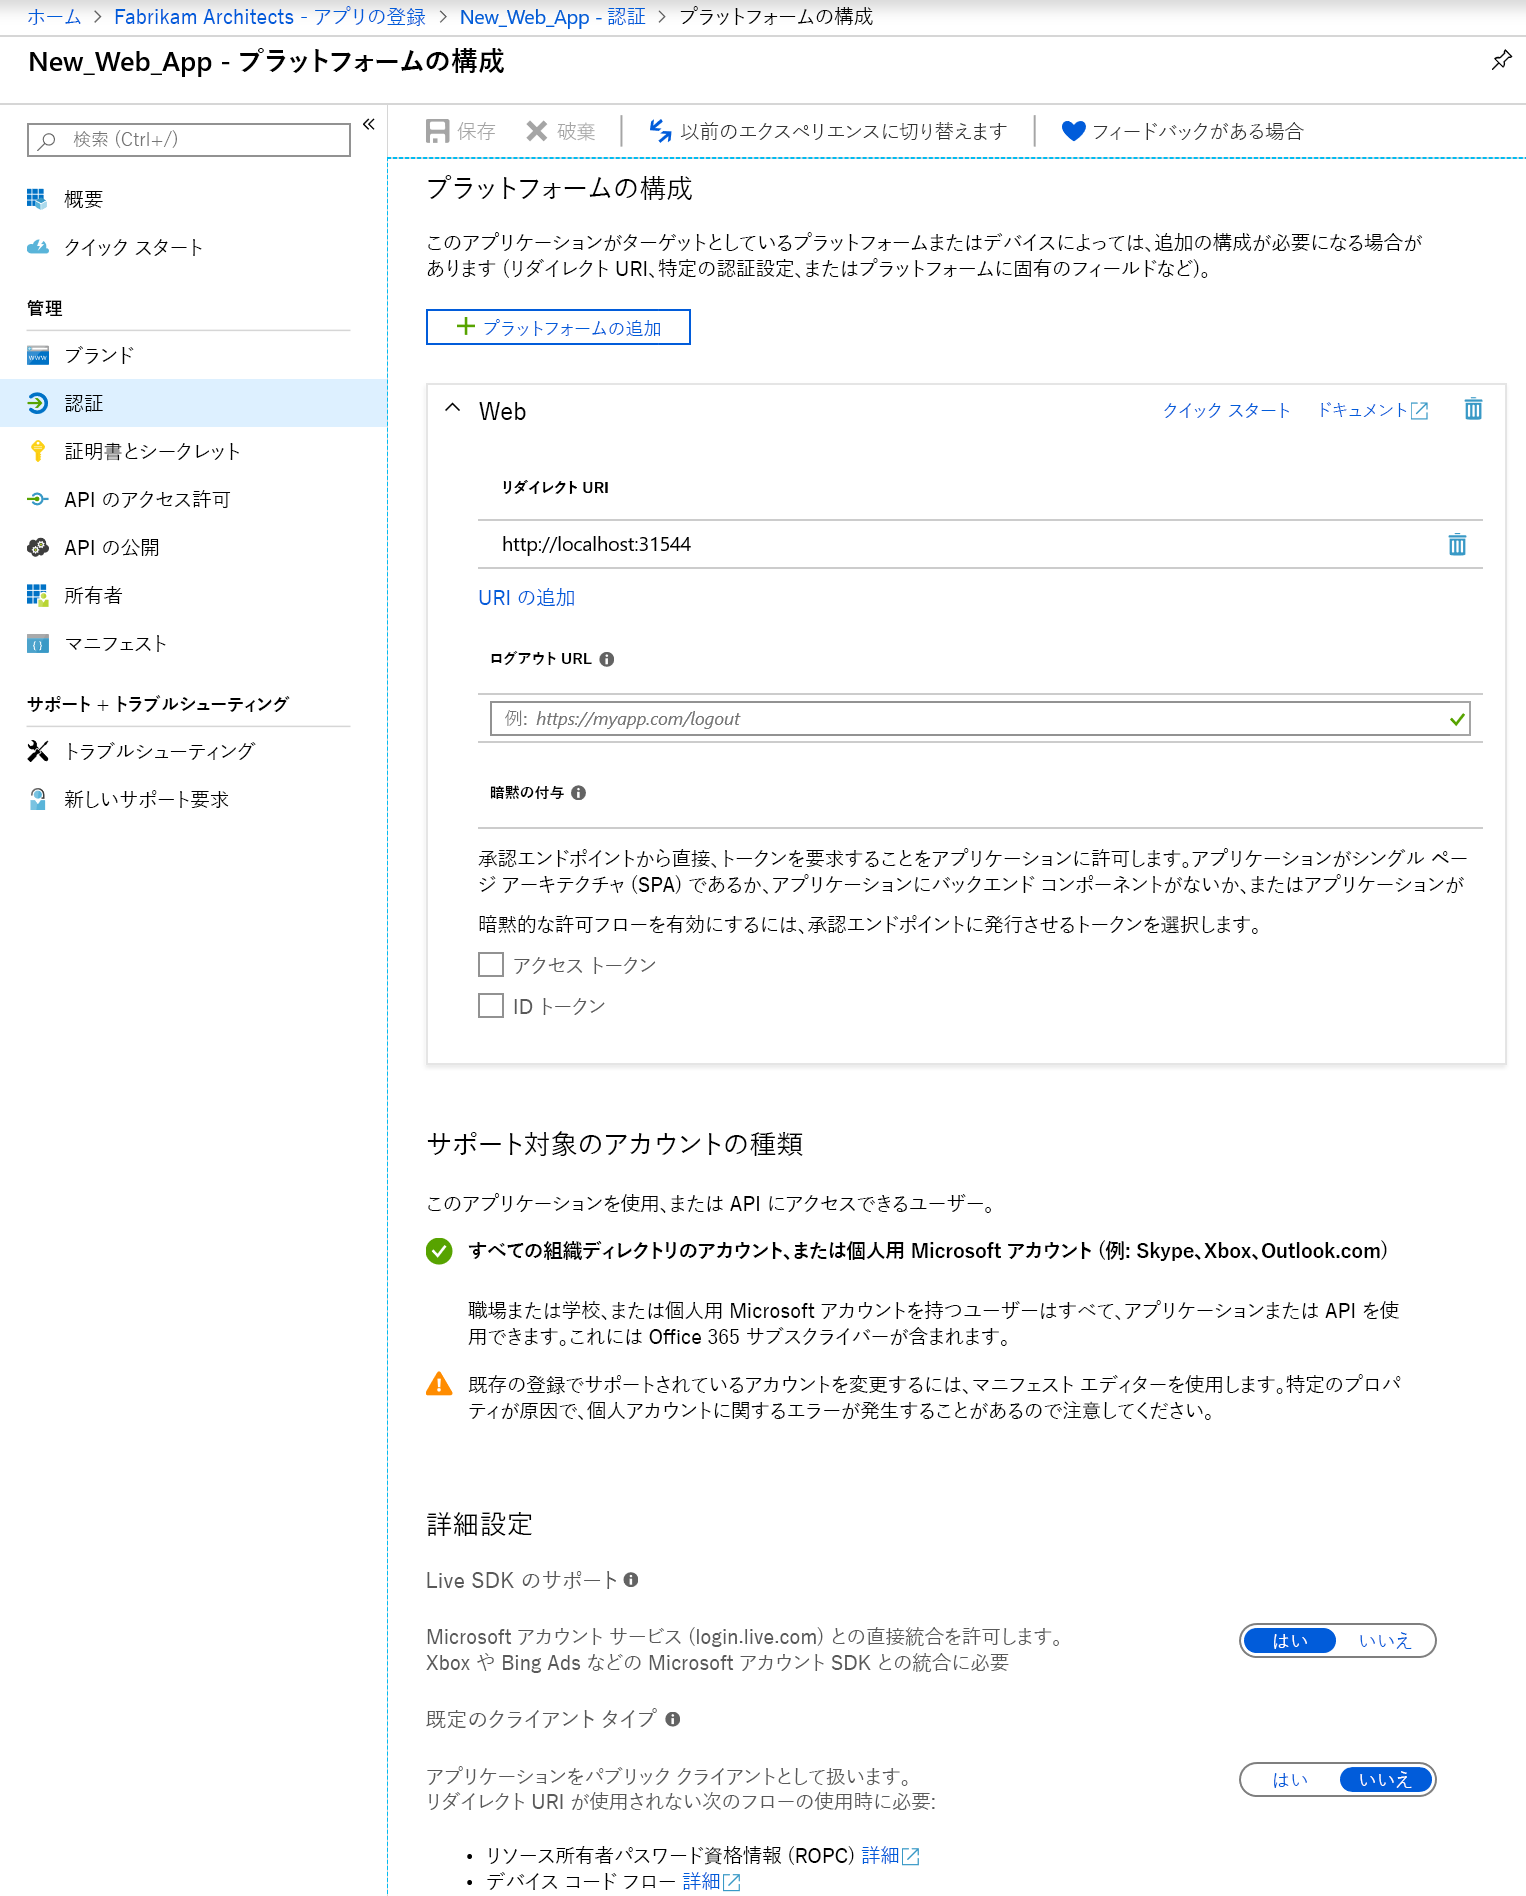 ホーム > Fabrikam Architects - アプリの登録 > New_Web_App - 認証 > プラットフォームの構成
New_Web_App - プラットフォームの構成
検索 (Ctrl+/)
概要
クイック スタート
管理
ブランド
認証
証明書とシークレット
API のアクセス許可
API の公開
所有者
マニフェスト
サポート + トラブルシューティング
トラブルシューティング
新しいサポート要求
保存 破棄 以前のエクスペリエンスに切り替えます フィードバックがある場合
プラットフォームの構成
このアプリケーションがターゲットとしているプラットフォームまたはデバイスによっては、追加の構成が必要になる場合が
あります (リダイレクト URI、特定の認証設定、またはプラットフォームに固有のフィールドなど)。
プラットフォームの追加
Web クイック スタート ドキュメント
リダイレクト URI
http://localhost:31544
URI の追加
ログアウト URL
例: https://myapp.com/logout
暗黙の付与
承認エンドポイントから直接、トークンを要求することをアプリケーションに許可します。アプリケーションがシングル ペー
ジ アーキテクチャ (SPA) であるか、アプリケーションにバックエンド コンポーネントがないか、またはアプリケーションが
暗黙的な許可フローを有効にするには、承認エンドポイントに発行させるトークンを選択します。
アクセス トークン
ID トークン
サポート対象のアカウントの種類
このアプリケーションを使用、または API にアクセスできるユーザー。
すべての組織ディレクトリのアカウント、または個人用 Microsoft アカウント (例: Skype、Xbox、Outlook.com)
職場または学校、または個人用 Microsoft アカウントを持つユーザーはすべて、アプリケーションまたは API を使
用できます。これには Office 365 サブスクライバーが含まれます。
既存の登録でサポートされているアカウントを変更するには、マニフェスト エディターを使用します。特定のプロパ
ティが原因で、個人アカウントに関するエラーが発生することがあるので注意してください。
詳細設定
Live SDK のサポート
Microsoft アカウント サービス (login.live.com) との直接統合を許可します。
Xbox や Bing Ads などの Microsoft アカウント SDK との統合に必要
はい いいえ
既定のクライアント タイプ
アプリケーションをパブリック クライアントとして扱います。
リダイレクト URI が使用されない次のフローの使用時に必要:
はい いいえ
• リソース所有者パスワード資格情報 (ROPC) 詳細
• デバイス コード フロー 詳細